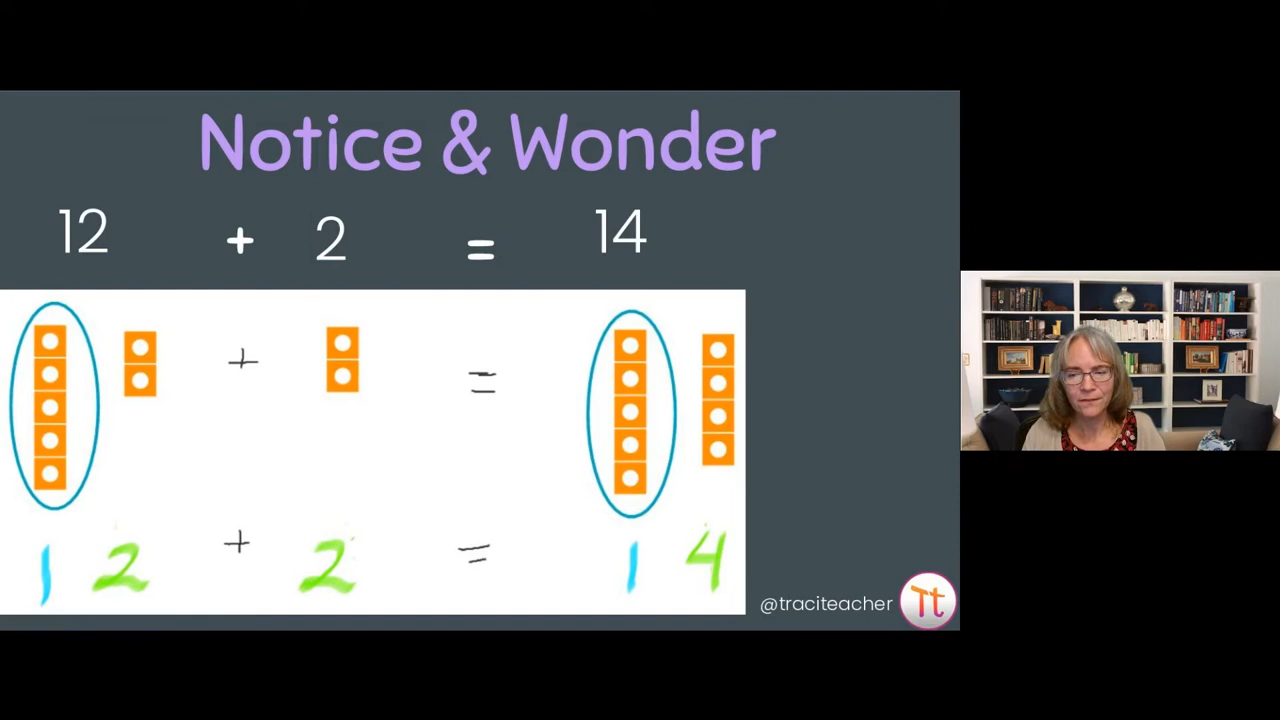 Notice & Wonder
12 + 2 = 14
+ =
1 2 + 2 = 1 4
@traciteacher Tt